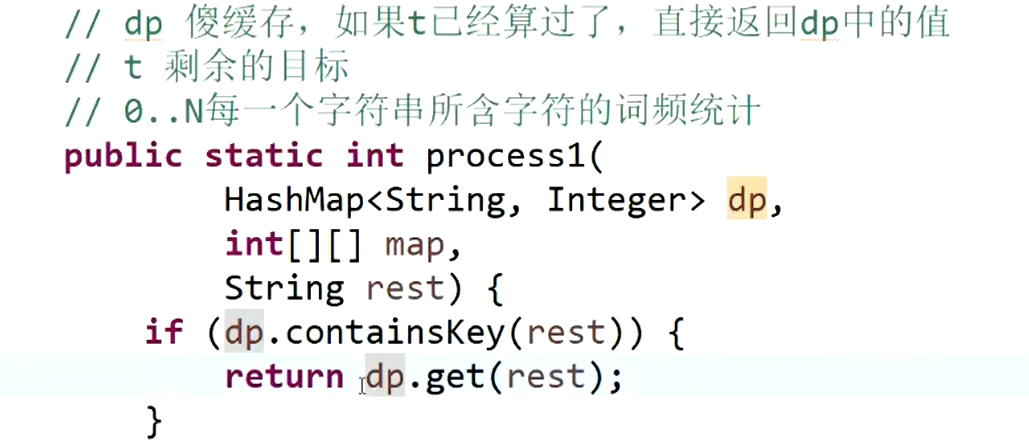 // dp 傻缓存，如果t已经算过了，直接返回dp中的值
// t 剩余的目标
// 0..N每一个字符串所含字符的词频统计
public static int process1(
HashMap<String, Integer> dp,
int[][] map,
String rest) {
if (dp.containsKey(rest)) {
return dp.get(rest);
}